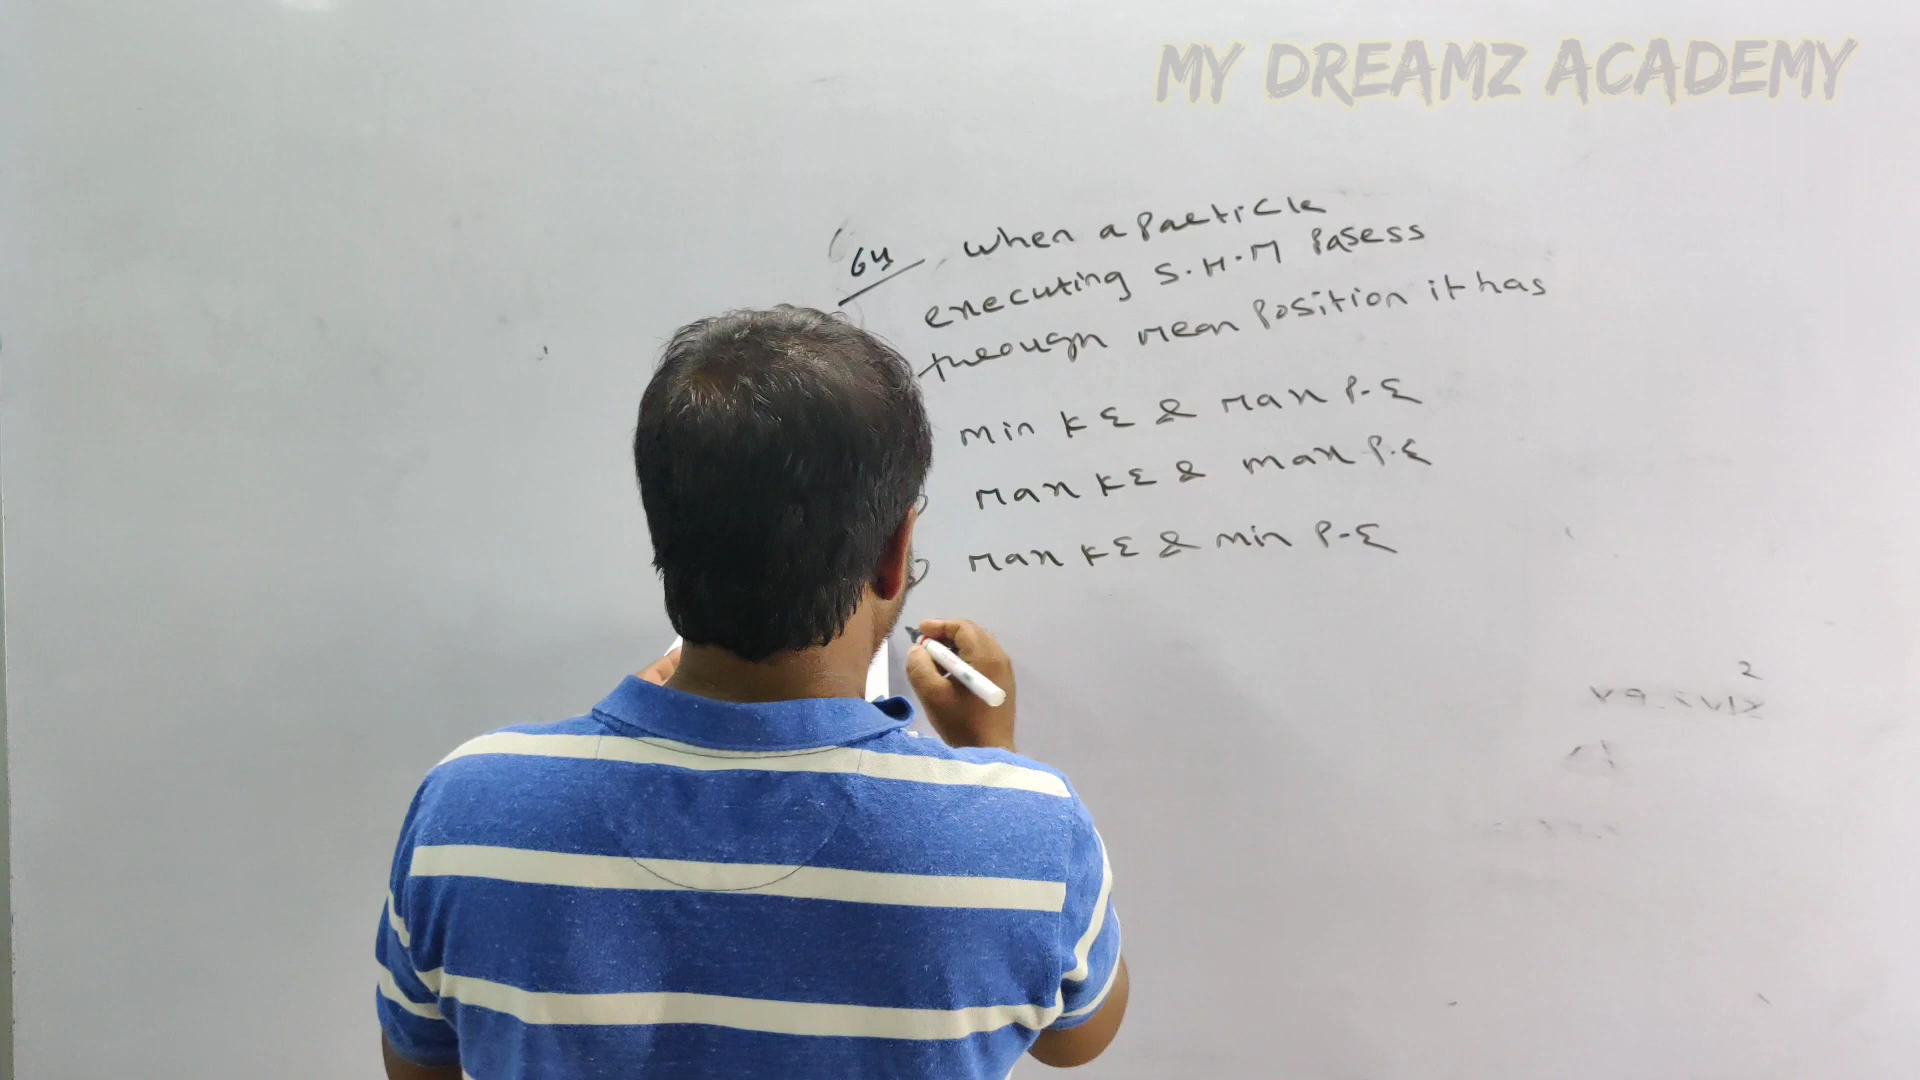 MY DREAMZ ACADEMY
64 when a particle
executing S.H.M Pasess
through mean position it has
min KE & max P.E
max KE & max P.E
max KE & min P.E